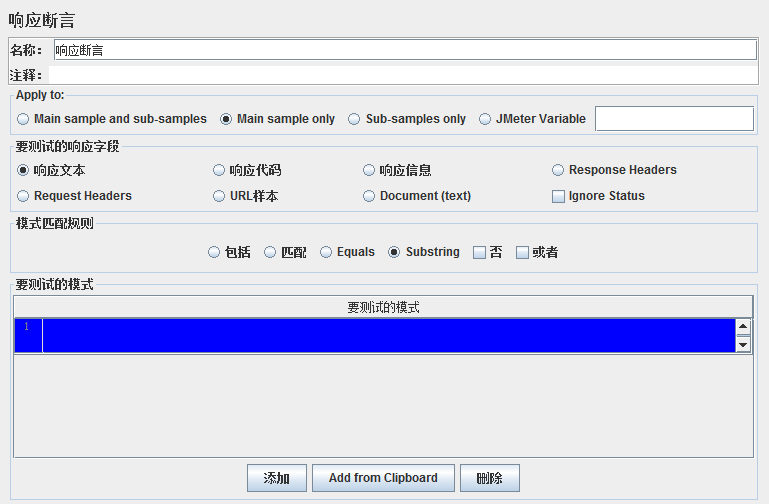 响应断言
名称： 响应断言
注释：
Apply to:
Main sample and sub-samples Main sample only Sub-samples only JMeter Variable
要测试的响应字段
响应文本 响应代码 响应信息 Response Headers
Request Headers URL样本 Document (text) Ignore Status
模式匹配规则
包括 匹配 Equals Substring 否 或者
要测试的模式
要测试的模式
1
添加 Add from Clipboard 删除